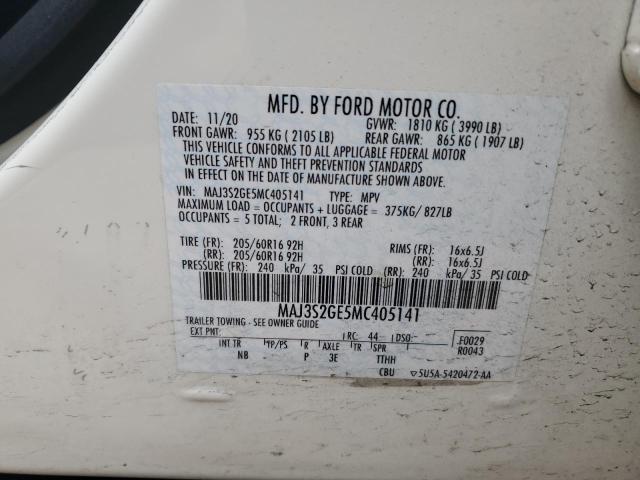 MFD. BY FORD MOTOR CO.
DATE: 11/20 GVWR: 1810 KG ( 3990 LB)
FRONT GAWR: 955 KG ( 2105 LB) REAR GAWR: 865 KG ( 1907 LB)
THIS VEHICLE CONFORMS TO ALL APPLICABLE FEDERAL MOTOR
VEHICLE SAFETY AND THEFT PREVENTION STANDARDS
IN EFFECT ON THE DATE OF MANUFACTURE SHOWN ABOVE.
VIN: MAJ3S2GE5MC405141 TYPE: MPV
MAXIMUM LOAD = OCCUPANTS + LUGGAGE = 375KG/ 827LB
OCCUPANTS = 5 TOTAL; 2 FRONT, 3 REAR
TIRE (FR): 205/60R16 92H RIMS (FR): 16x6.5J
(RR): 205/60R16 92H (RR): 16x6.5J
PRESSURE (FR): 240 kPa/ 35 PSI COLD (RR): 240 kPa/ 35 PSI COLD
MAJ3S2GE5MC405141
TRAILER TOWING - SEE OWNER GUIDE
EXT PNT: RC: 44 DSO: F0029
R0043
INT TR TP/PS R AXLE TR SPR
NB P 3E TTHH
CBU ▽5U5A-5420472-AA